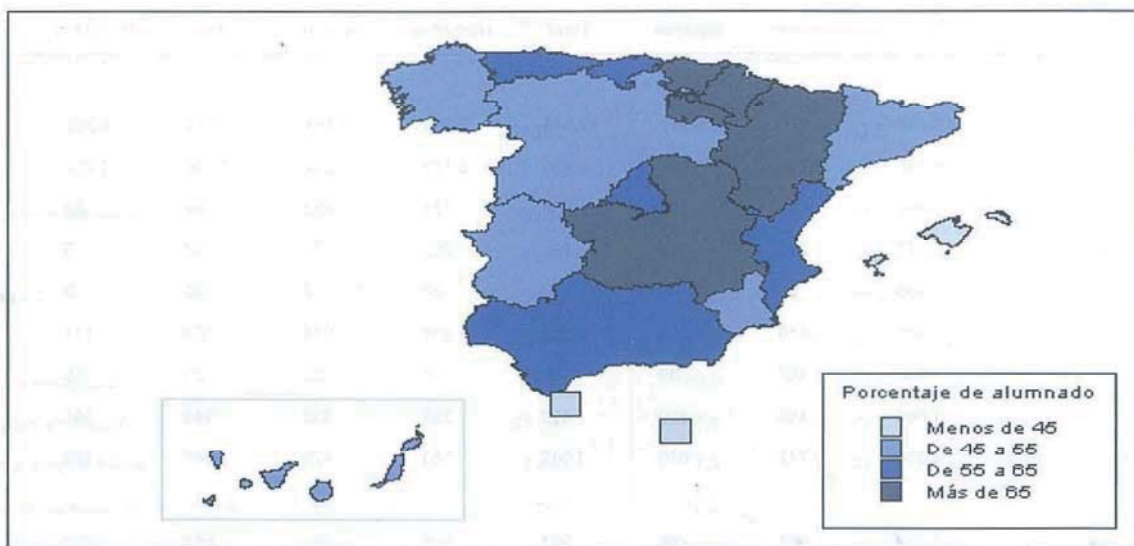 Porcentaje de alumnado
Menos de 45
De 45 a 55
De 55 a 65
Más de 65